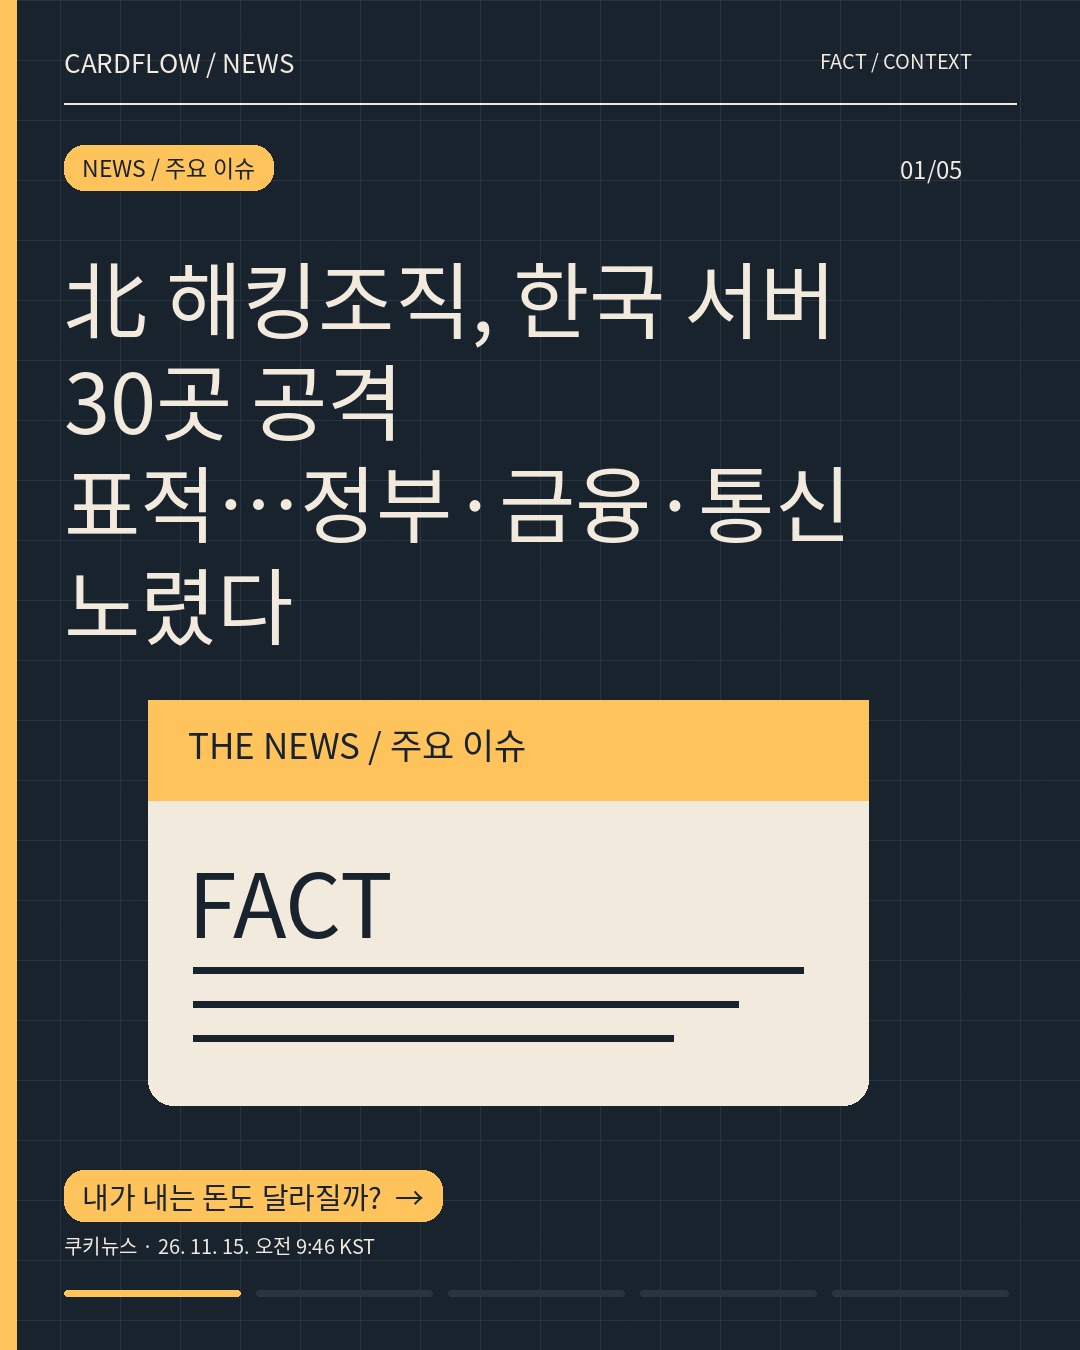 CARDFLOW / NEWS
FACT / CONTEXT
NEWS / 주요 이슈
01/05
北 해킹조직, 한국 서버
30곳 공격
표적…정부·금융·통신
노렸다
THE NEWS / 주요 이슈
FACT
내가 내는 돈도 달라질까? →
쿠키뉴스 · 26. 11. 15. 오전 9:46 KST